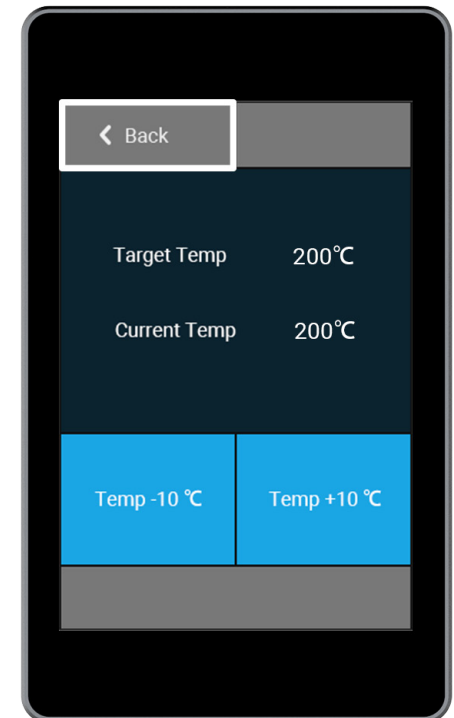 Back
Target Temp 200℃
Current Temp 200℃
Temp -10 ℃ Temp +10 ℃